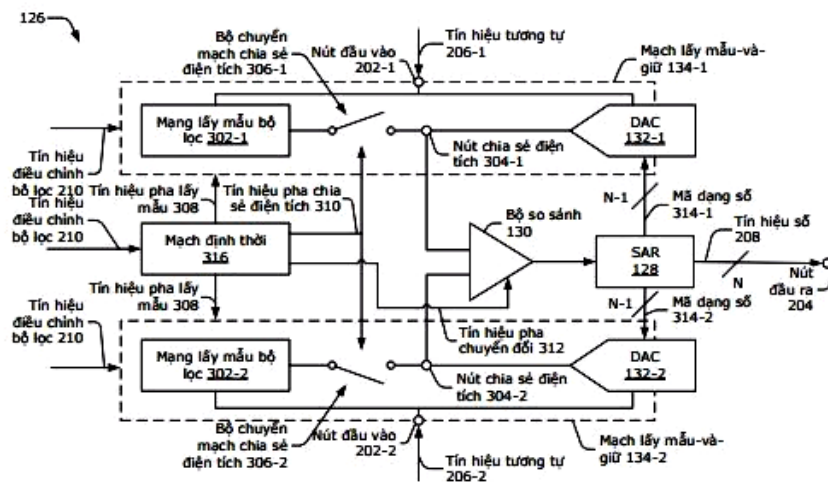 126
Bộ chuyển
mạch chia sẻ
điện tích 306-1
Nút đầu vào
202-1
Tín hiệu tương tự
206-1
Mạch lấy mẫu-và-
giữ 134-1
Mạng lấy mẫu bộ
lọc 302-1
DAC
132-1
Nút chia sẻ điện
tích 304-1
Tín hiệu
điều chỉnh
bộ lọc 210
Tín hiệu pha lấy
mẫu 308
Tín hiệu pha chia
sẻ điện tích 310
N-1
Mã dạng số
314-1
Tín hiệu
điều chỉnh
bộ lọc 210
Mạch định thời
316
Bộ so sánh
130
SAR
128
Tín hiệu số
208
N
Nút
đầu ra
204
Tín hiệu pha lấy
mẫu 308
N-1
Mã dạng số
314-2
Tín hiệu
điều chỉnh
bộ lọc 210
Tín hiệu pha
chuyển đổi 312
Mạng lấy mẫu bộ
lọc 302-2
Nút chia sẻ điện
tích 304-2
DAC
132-2
Bộ chuyển
mạch chia sẻ
điện tích 306-2
Nút đầu vào
202-2
Tín hiệu tương tự
206-2
Mạch lấy mẫu-và-
giữ 134-2